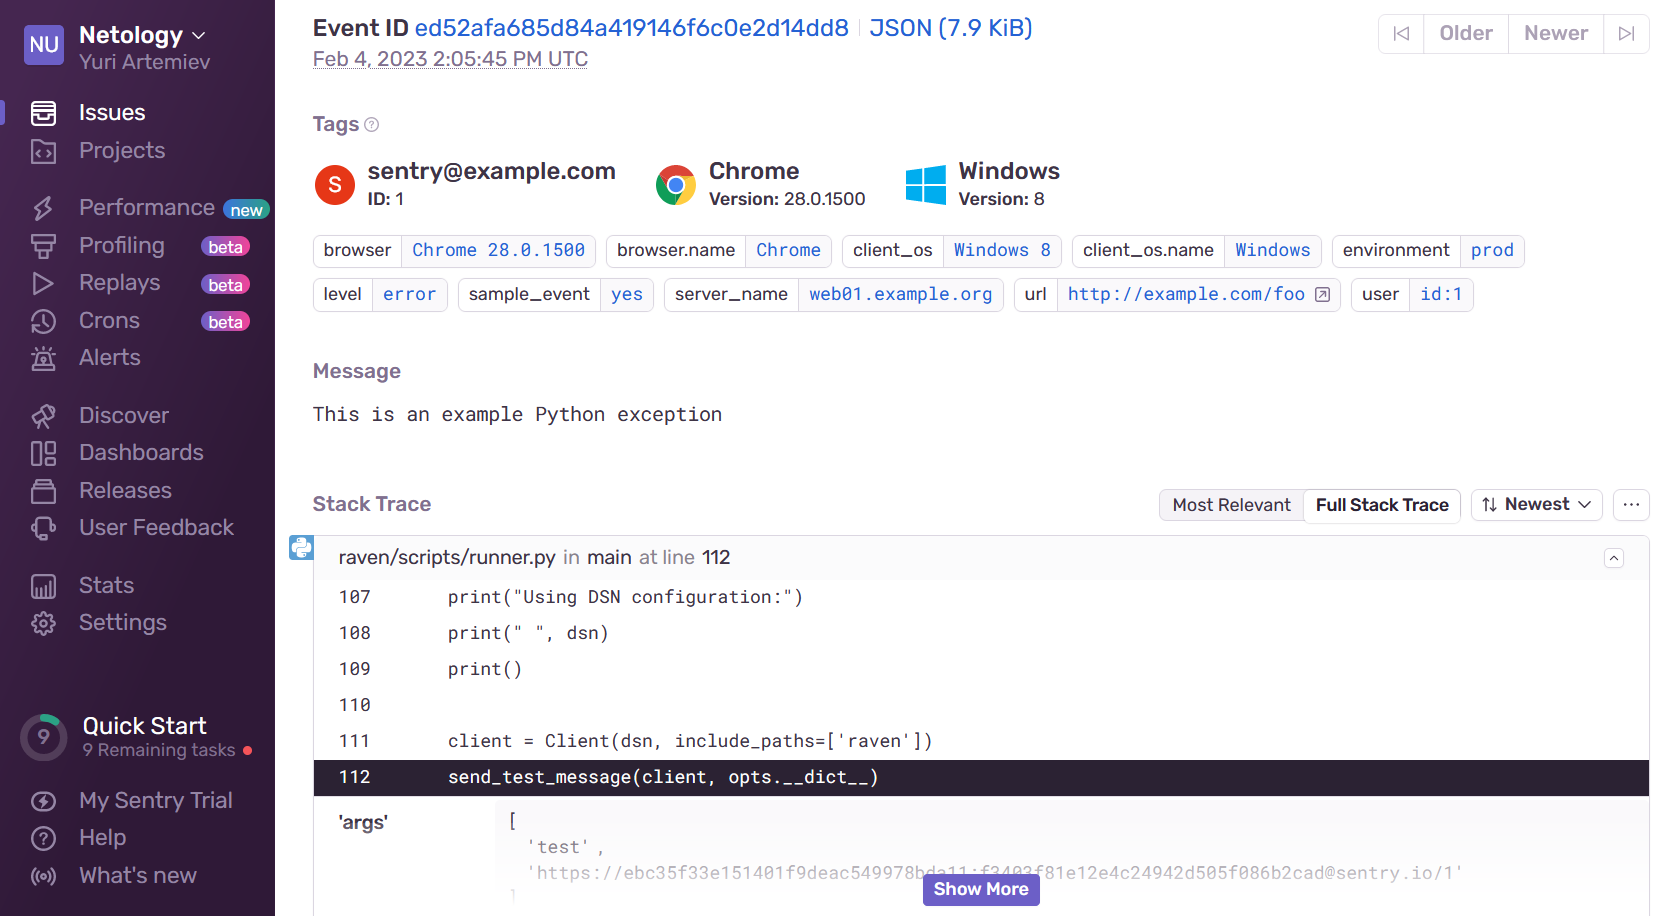 NU
Netology
Yuri Artemiev
Issues
Projects
Performance new
Profiling beta
Replays beta
Crons beta
Alerts
Discover
Dashboards
Releases
User Feedback
Stats
Settings
9
Quick Start
9 Remaining tasks
My Sentry Trial
Help
What's new
Event ID ed52afa685d84a419146f6c0e2d14dd8 JSON (7.9 KiB)
Feb 4, 2023 2:05:45 PM UTC
Older Newer
Tags ?
S
sentry@example.com
ID: 1
Chrome
Version: 28.0.1500
Windows
Version: 8
browser Chrome 28.0.1500 browser.name Chrome client_os Windows 8 client_os.name Windows environment prod
level error sample_event yes server_name web01.example.org url http://example.com/foo user id:1
Message
This is an example Python exception
Stack Trace
Most Relevant Full Stack Trace Newest ...
raven/scripts/runner.py in main at line 112
107 print("Using DSN configuration:")
108 print(" ", dsn)
109 print()
110
111 client = Client(dsn, include_paths=['raven'])
112 send_test_message(client, opts.__dict__)
'args' [
'test',
@sentry.io/1'
]
Show More